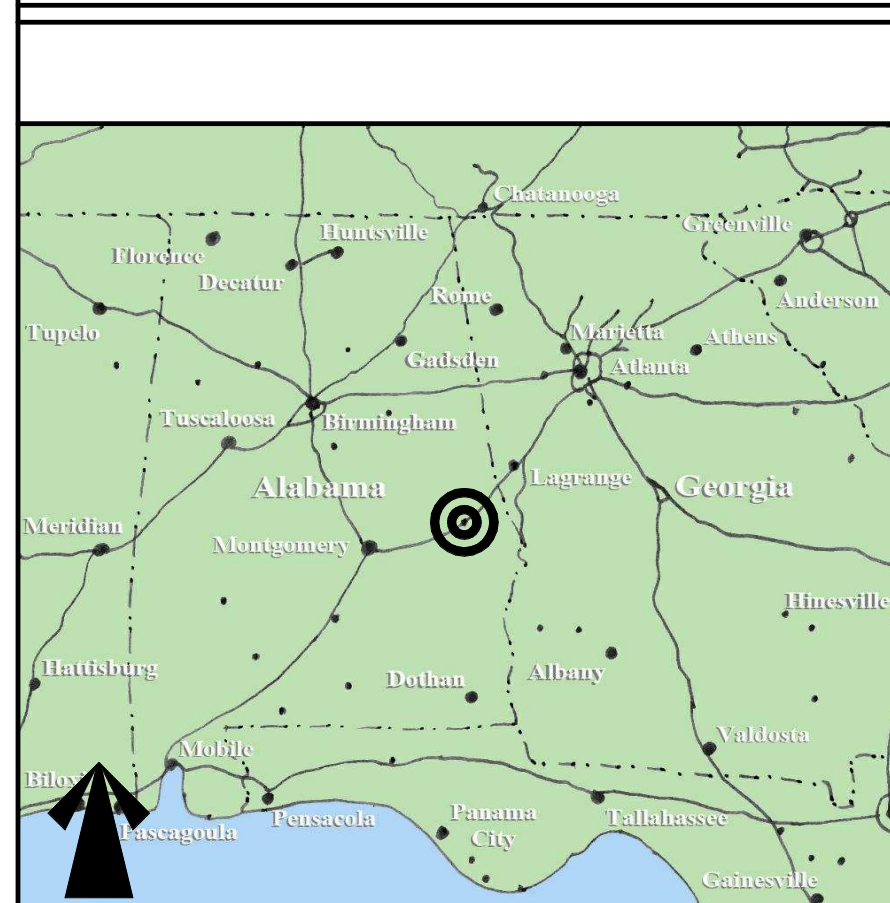 Chatanooga
Greenville
Huntsville
Florence
Decatur
Rome
Anderson
Tupelo
Marietta
Athens
Gadsden
Atlanta
Tuscaloosa
Birmingham
Lagrange
Alabama
Georgia
Meridian
Montgomery
Hinesville
Hattisburg
Dothan
Albany
Mobile
Valdosta
Biloxi
Pascagoula
Pensacola
Panama
City
Tallahassee
Gainesville